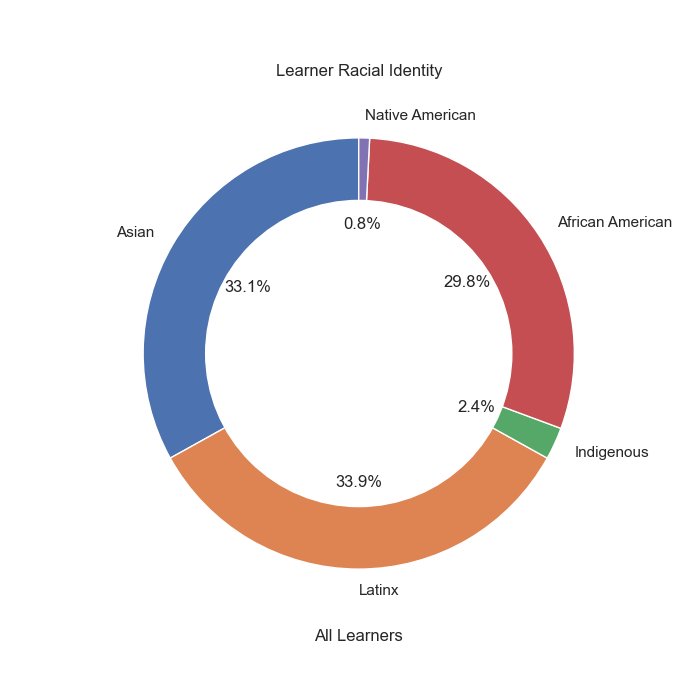 Learner Racial Identity
Native American
African American
Asian
0.8%
29.8%
33.1%
2.4%
Indigenous
33.9%
Latinx
All Learners